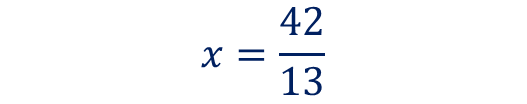 x = 42/13